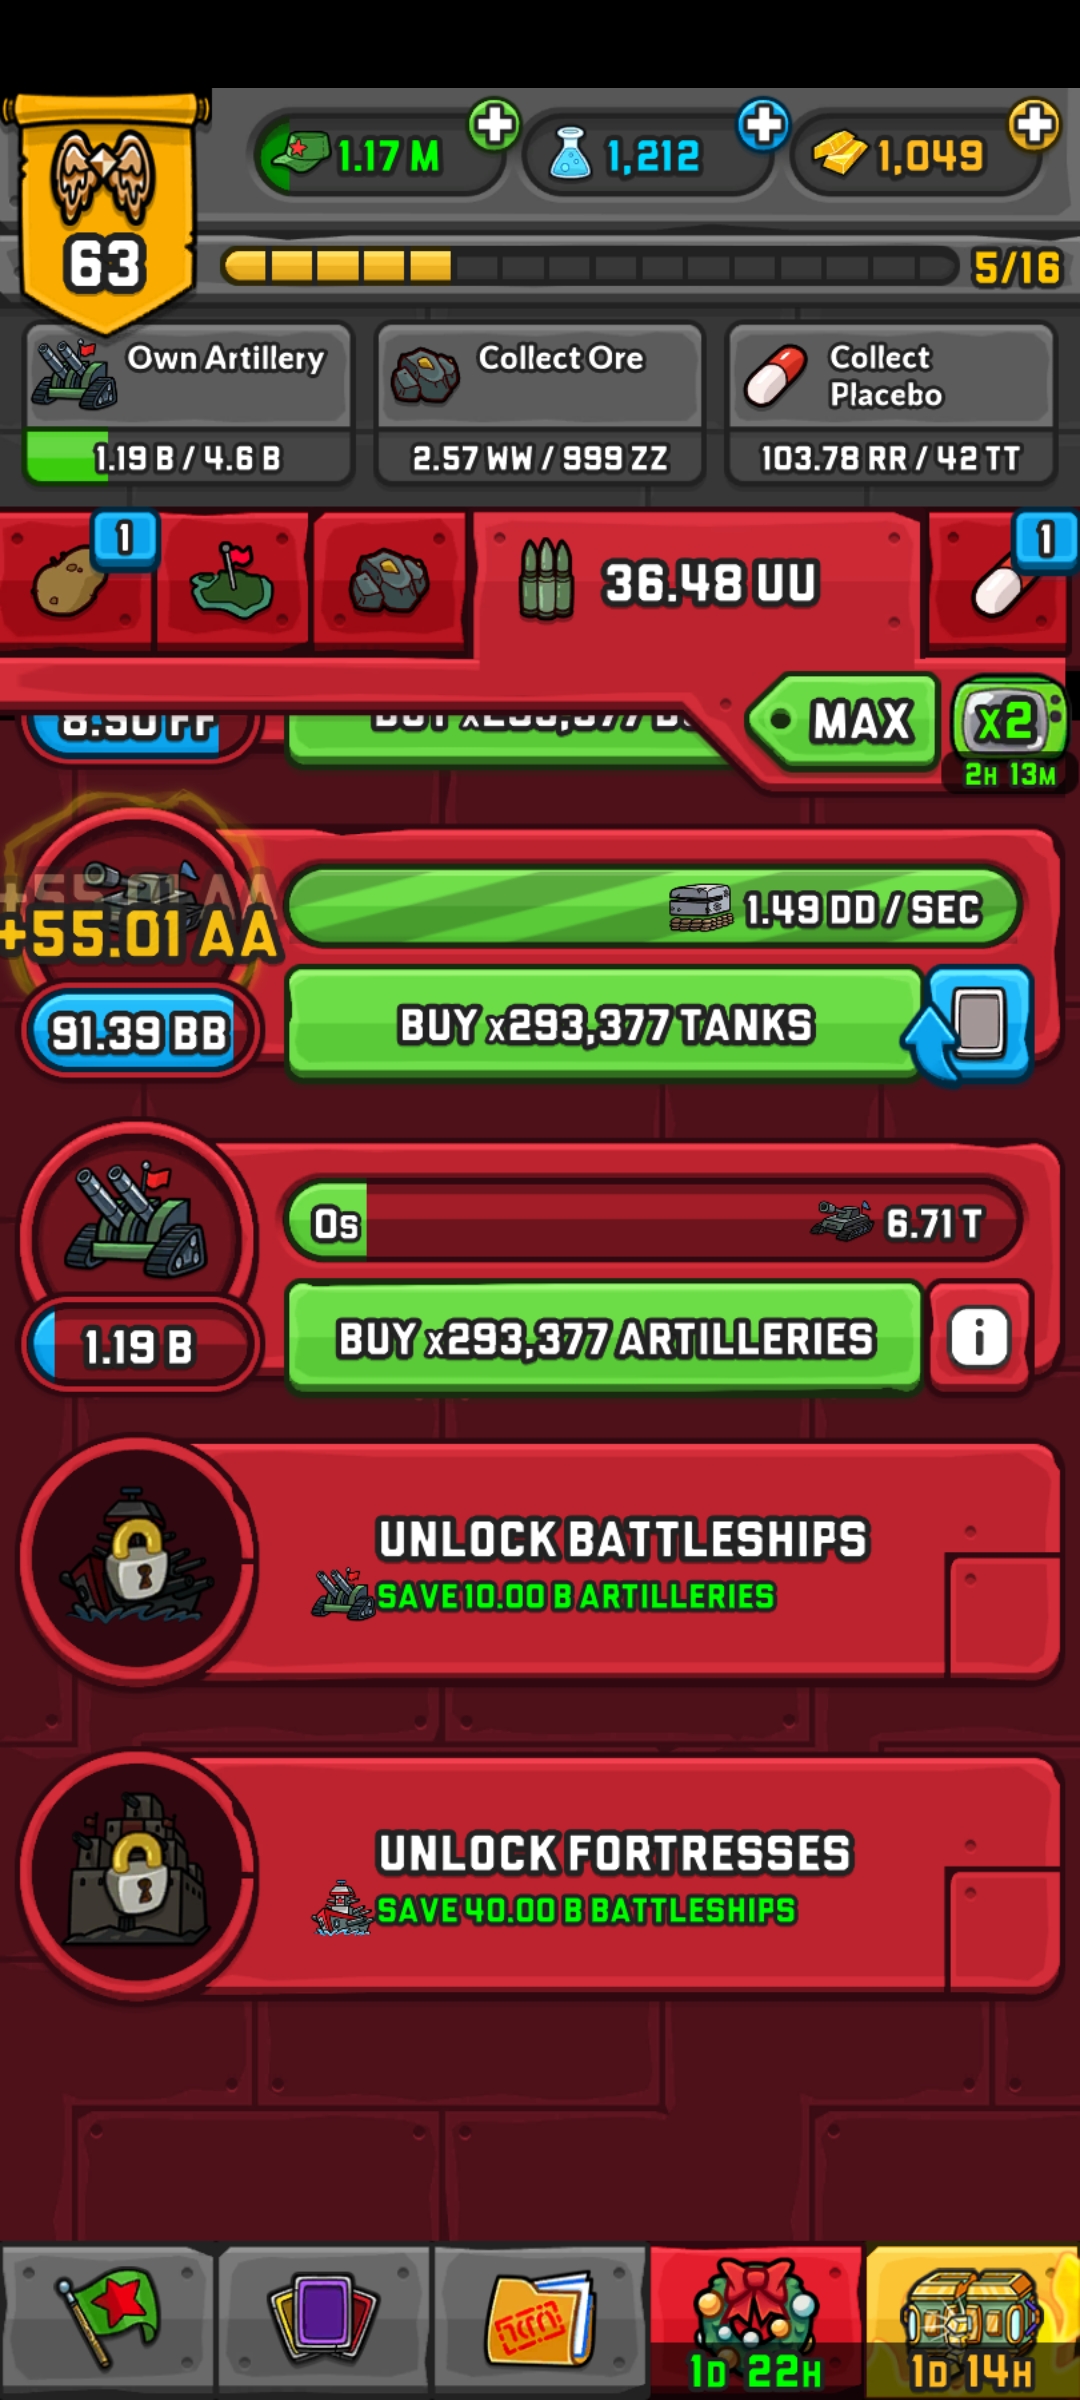 1.17 M
1,212
1,049
63
5/16
Own Artillery
1.19 B / 4.6 B
Collect Ore
2.57 WW / 999 ZZ
Collect
Placebo
103.78 RR / 42 TT
1
36.48 UU
1
MAX
x2
2H 13M
+55.01 AA
+55.01 AA
1.49 DD / SEC
91.39 BB
BUY x293,377 TANKS
0s
6.71 T
1.19 B
BUY x293,377 ARTILLERIES
i
UNLOCK BATTLESHIPS
SAVE 10.00 B ARTILLERIES
UNLOCK FORTRESSES
SAVE 40.00 B BATTLESHIPS
1D 22H
1D 14H